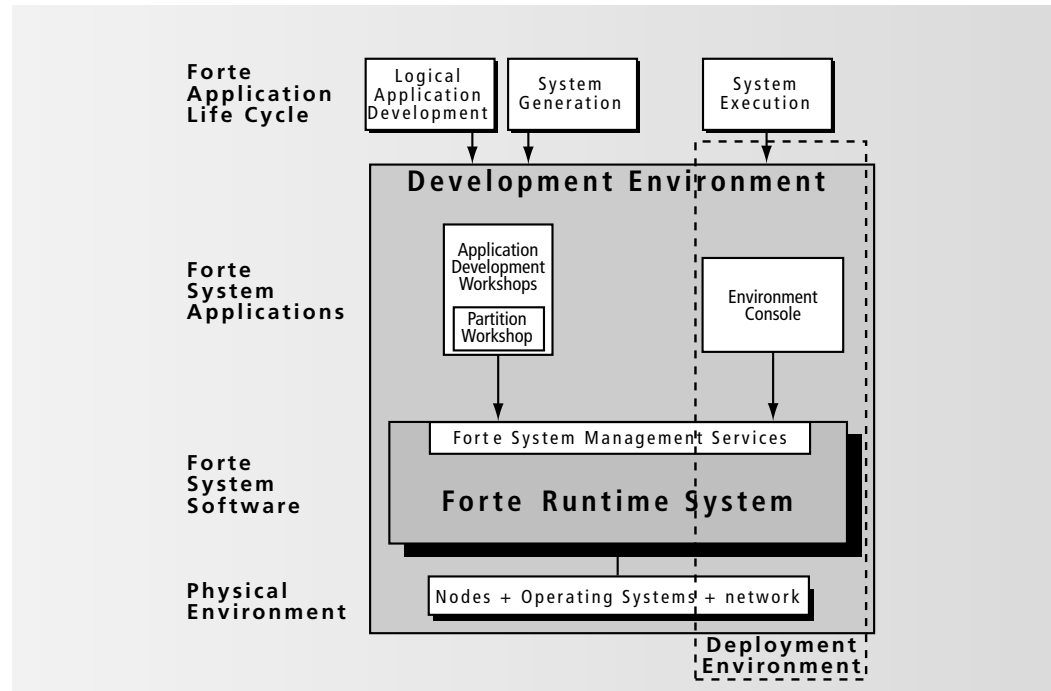 Forte
Application
Life Cycle
Logical
Application
Development
System
Generation
System
Execution
Development Environment
Forte
System
Applications
Application
Development
Workshops
Partition
Workshop
Environment
Console
Forte
System
Software
Forte System Management Services
Forte Runtime System
Physical
Environment
Nodes + Operating Systems + network
Deployment
Environment